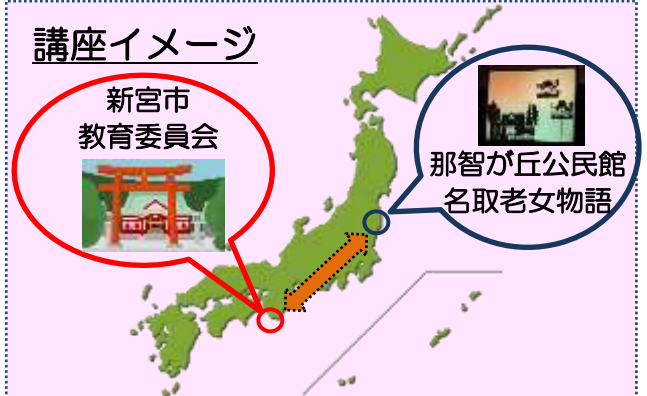 講座イメージ
新宮市
教育委員会
那智が丘公民館
名取老女物語